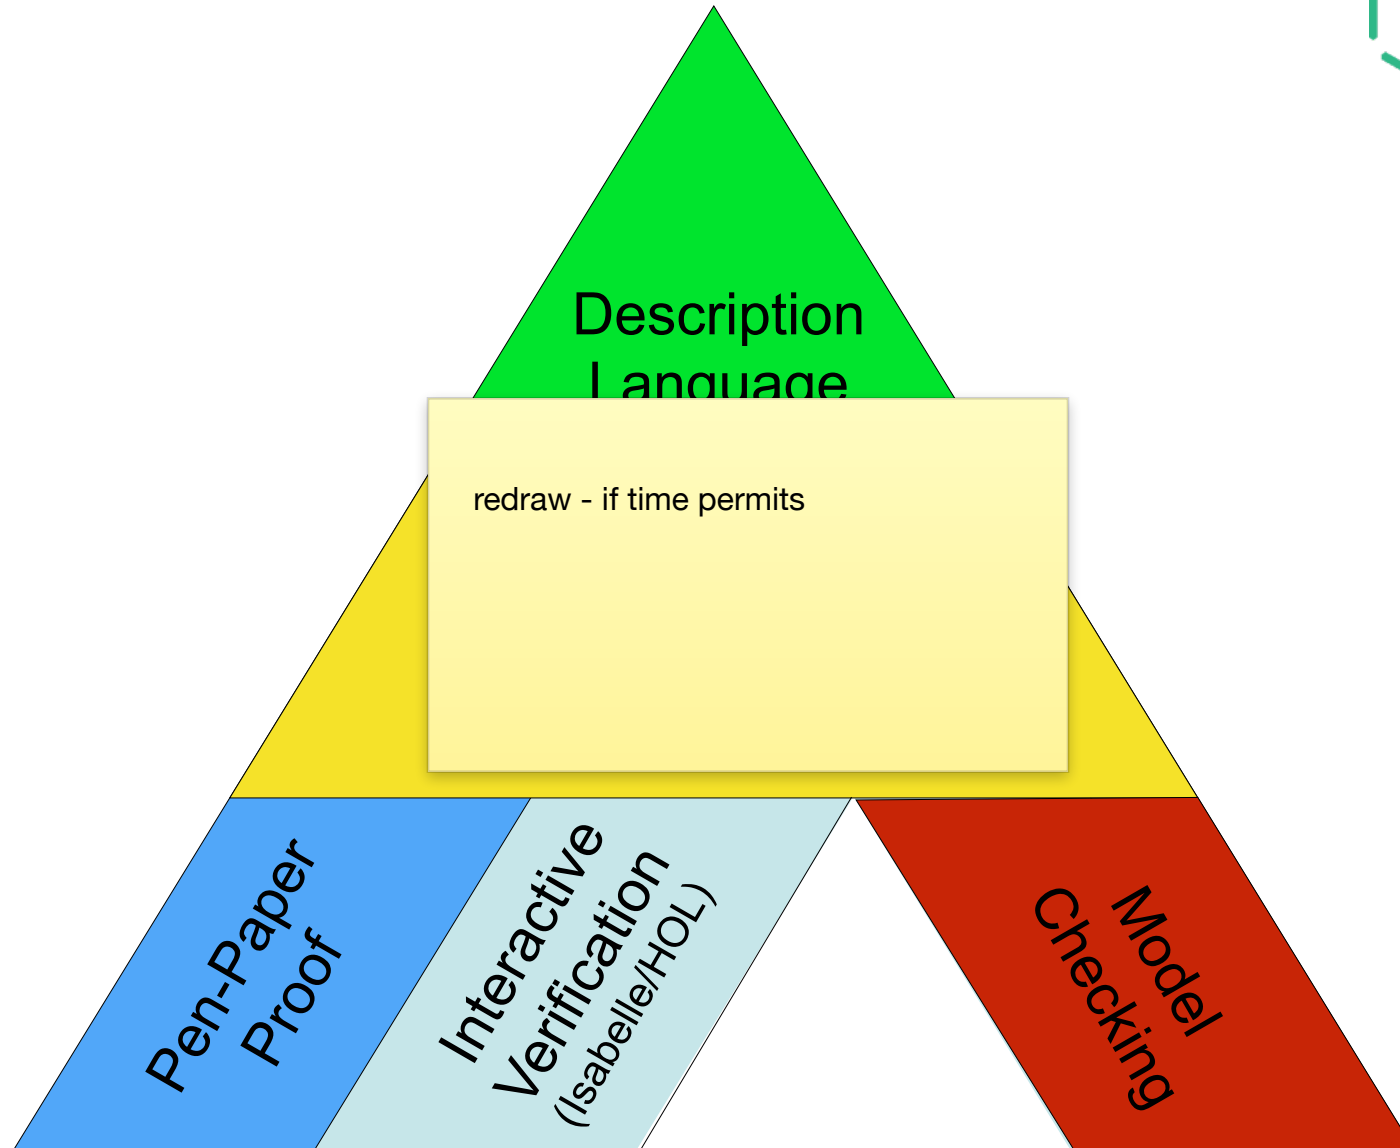 Description
Language
redraw - if time permits
Pen-Paper
Proof
Interactive
Verification
(Isabelle/HOL)
Model
Checking